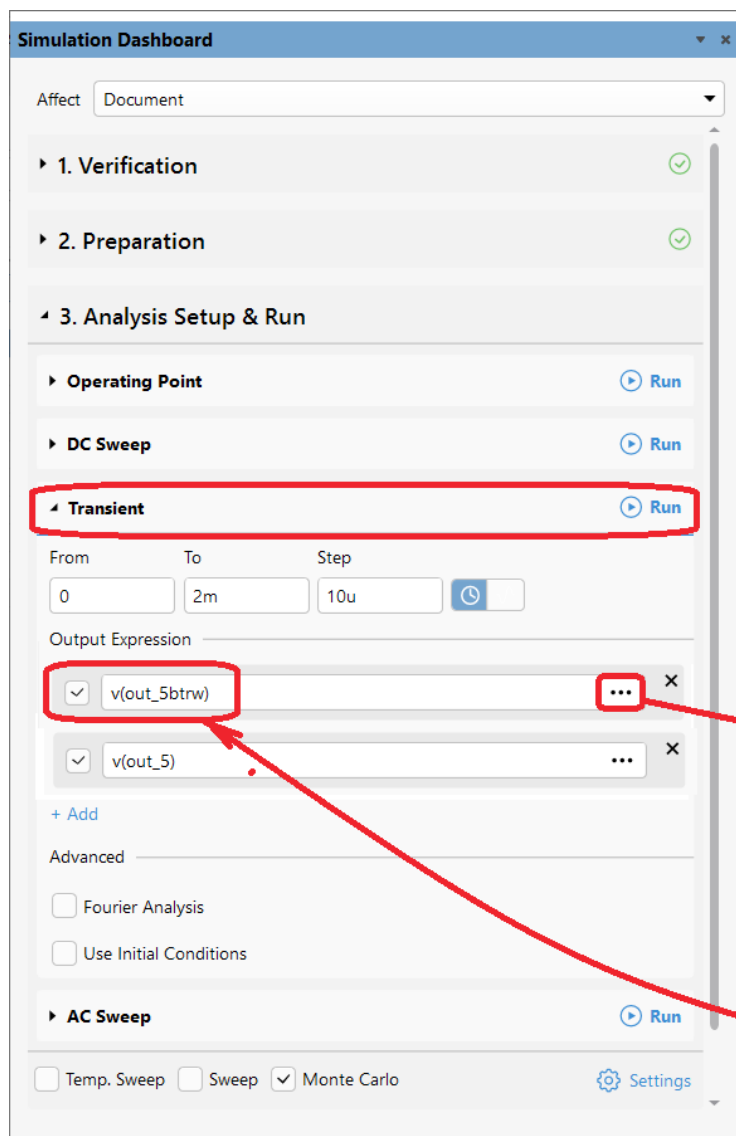 Simulation Dashboard
Affect Document
1. Verification
2. Preparation
3. Analysis Setup & Run
Operating Point Run
DC Sweep Run
Transient Run
From To Step
0 2m 10u
Output Expression
v(out_5btrw) •••
v(out_5) •••
+ Add
Advanced
Fourier Analysis
Use Initial Conditions
AC Sweep Run
Temp. Sweep Sweep Monte Carlo Settings